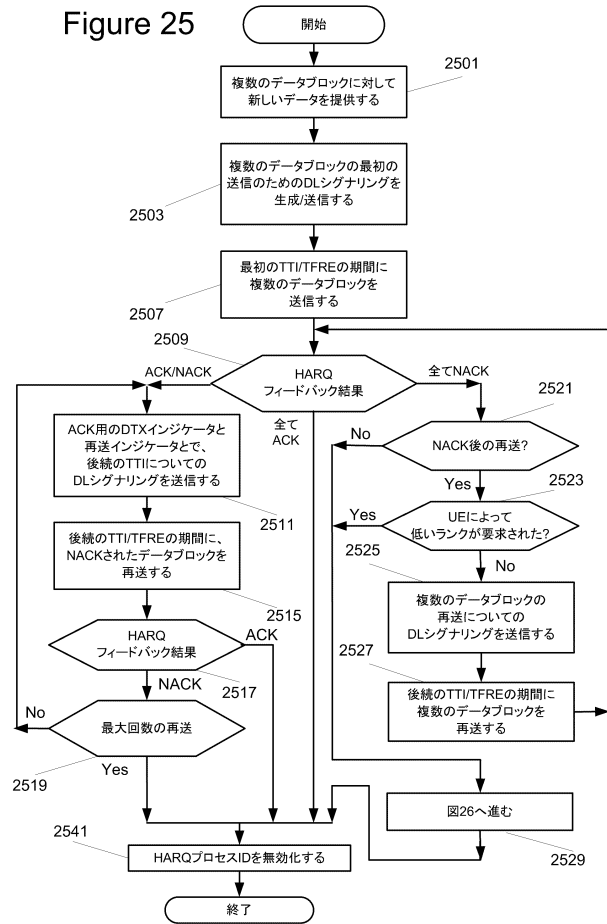 Figure 25
開始
2501
複数のデータブロックに対して
新しいデータを提供する
複数のデータブロックの最初の
送信のためのDLシグナリングを
生成/送信する
2503
最初のTTI/TFREの期間に
複数のデータブロックを
送信する
2507
2509
HARQ
フィードバック結果
ACK/NACK
全て
ACK
全てNACK
ACK用のDTXインジケータと
再送インジケータとで、
後続のTTIについての
DLシグナリングを送信する
2511
後続のTTI/TFREの期間に、
NACKされたデータブロックを
再送する
2515
HARQ
フィードバック結果
ACK
NACK
2517
No
最大回数の再送
2519
Yes
2521
No
NACK後の再送?
Yes
2523
Yes
UEによって
低いランクが要求された?
No
2525
複数のデータブロックの
再送についての
DLシグナリングを送信する
2527
後続のTTI/TFREの期間に
複数のデータブロックを
再送する
図26へ進む
2529
2541
HARQプロセスIDを無効化する
終了